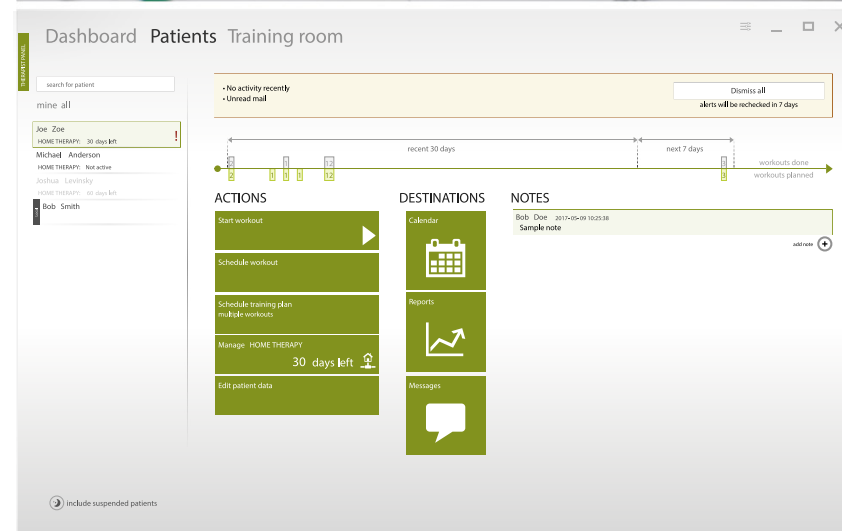 Dashboard Patients Training room
THERAPIST PANEL
search for patient
mine all
Joe Zoe
HOME THERAPY: 30 days left
!
Michael Anderson
HOME THERAPY: Not active
Joshua Levinsky
HOME THERAPY: 60 days left
Bob Smith
include suspended patients
• No activity recently
• Unread mail
Dismiss all
alerts will be rechecked in 7 days
recent 30 days
next 7 days
2 1 12 3
workouts done
2 1 1 1 12 3
workouts planned
ACTIONS
Start workout
Schedule workout
Schedule training plan
multiple workouts
Manage HOME THERAPY
30 days left
Edit patient data
DESTINATIONS
Calendar
Reports
Messages
NOTES
Bob Doe 2017-05-09 10:25:38
Sample note
add note